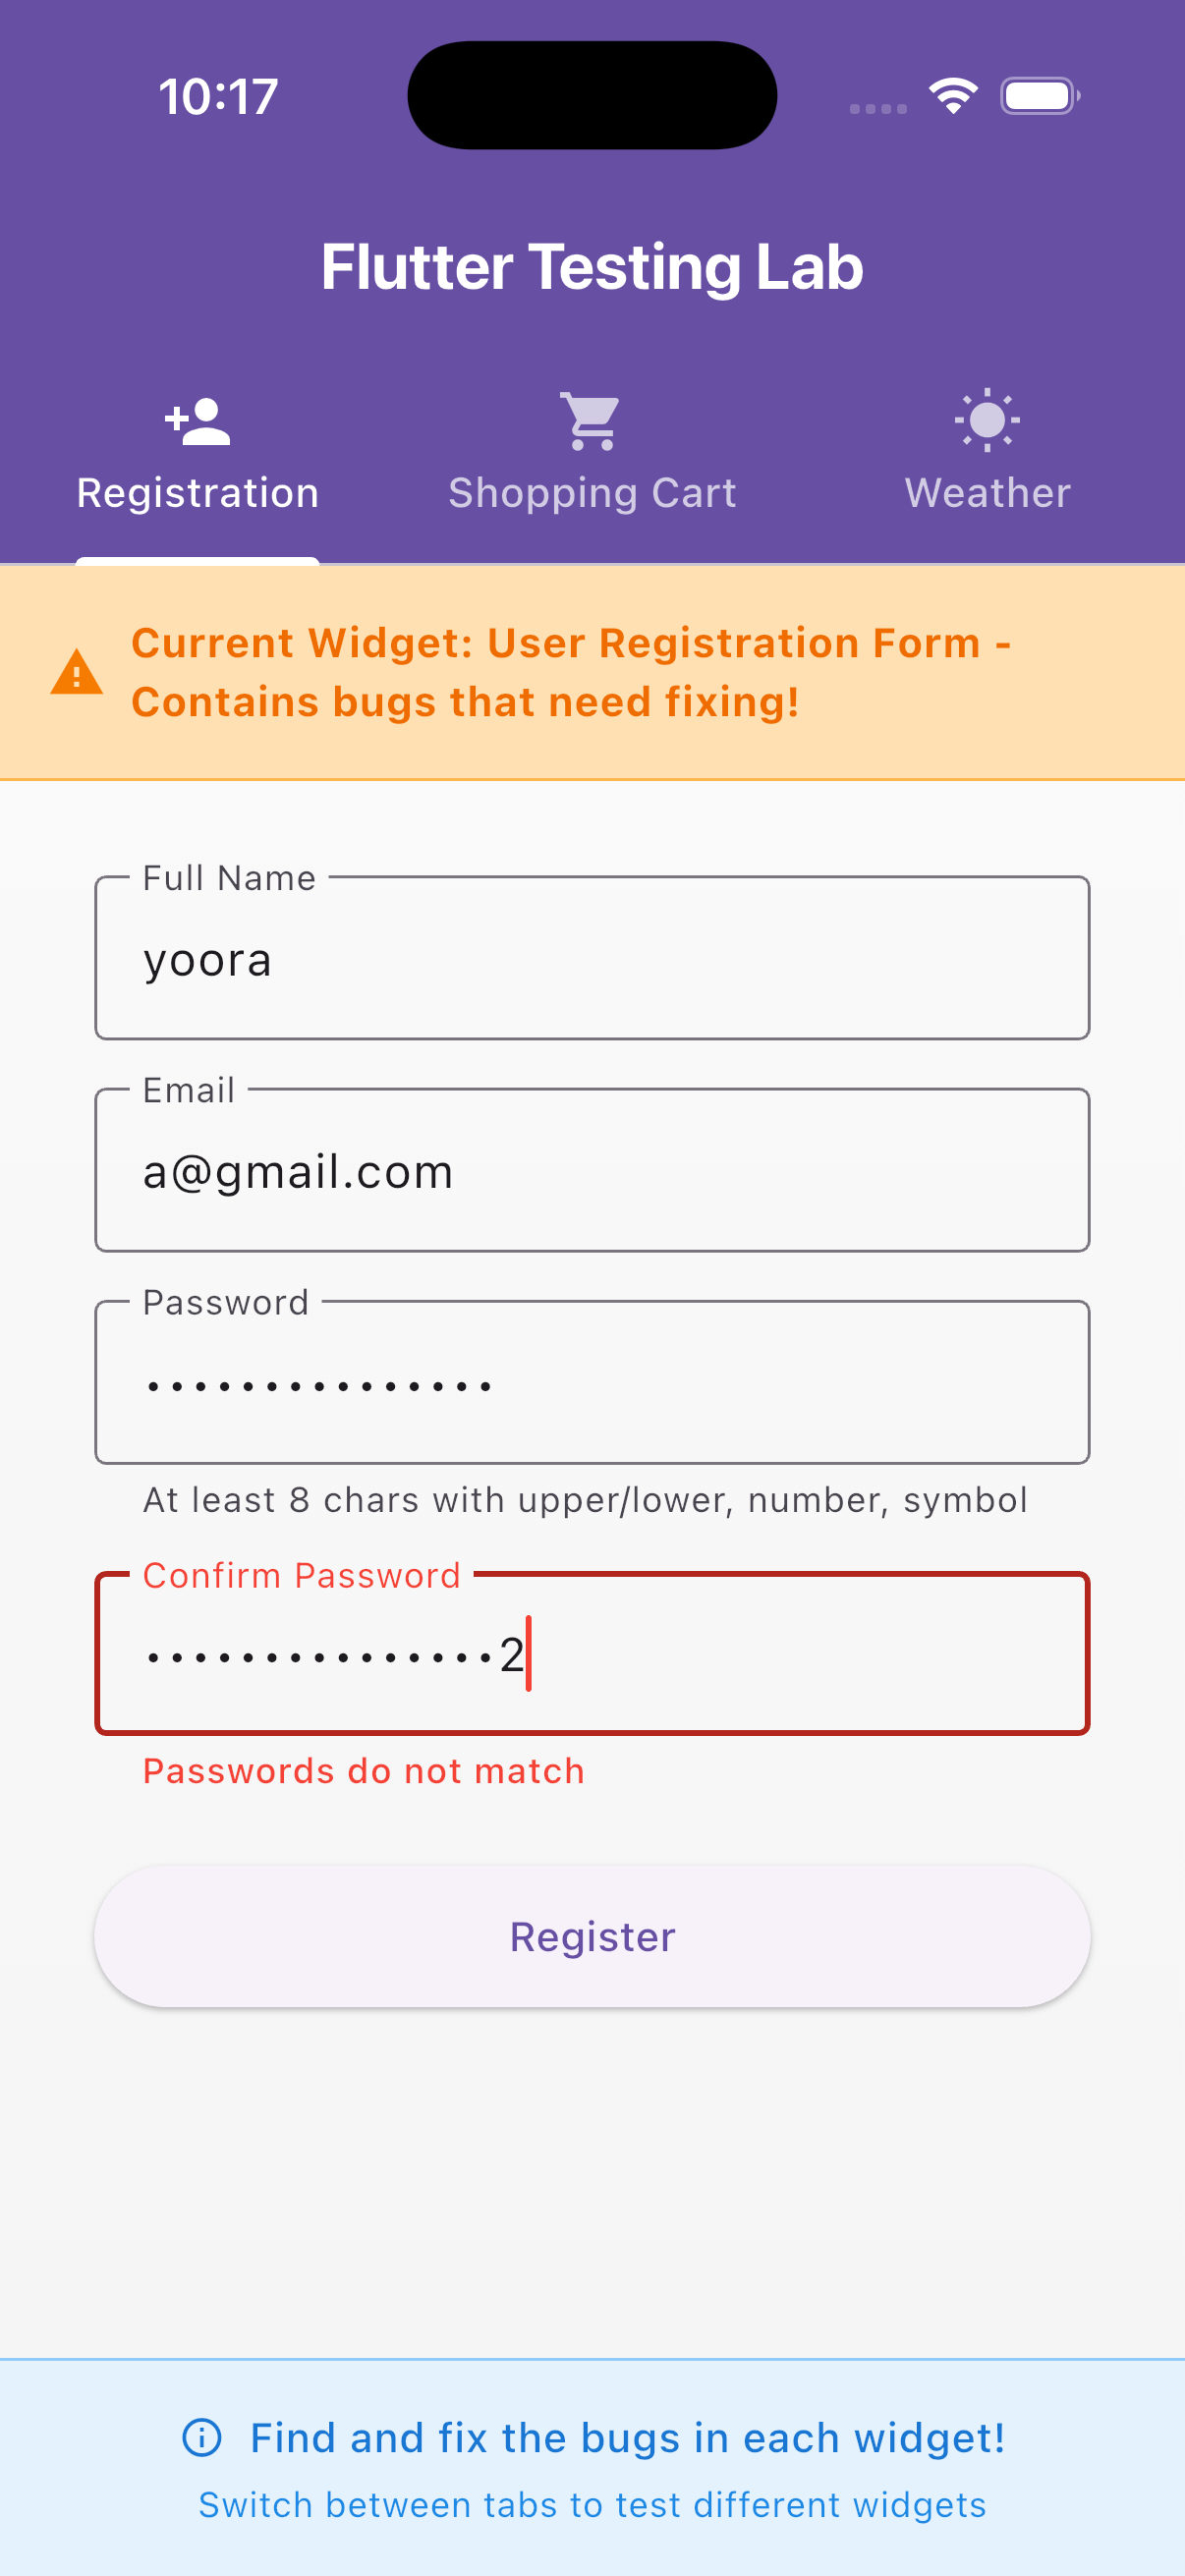 10:17
Flutter Testing Lab
Registration
Shopping Cart
Weather
Current Widget: User Registration Form -
Contains bugs that need fixing!
Full Name
yoora
Email
a@gmail.com
Password
•••••••••••••••
At least 8 chars with upper/lower, number, symbol
Confirm Password
•••••••••••••••2
Passwords do not match
Register
Find and fix the bugs in each widget!
Switch between tabs to test different widgets